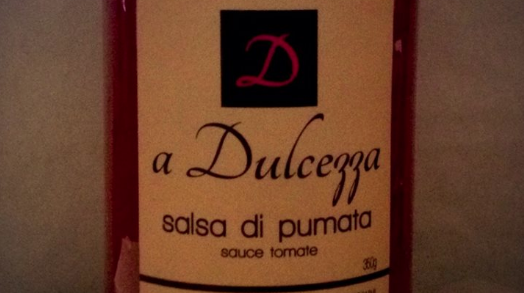 D
a Dulcezza
salsa di pumata
sauce tomate
350g